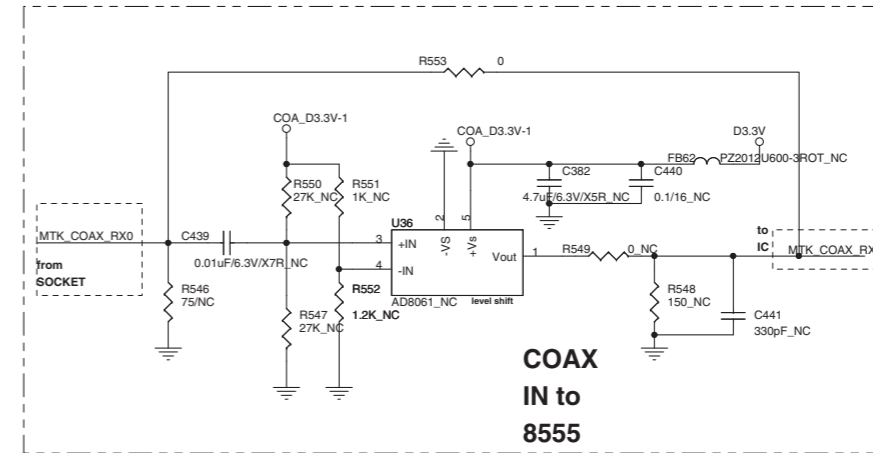 R553 0
COA_D3.3V-1
COA_D3.3V-1
D3.3V
FB62 PZ2012U600-3ROT_NC
R550
27K_NC
R551
1K_NC
C382
4.7uF/6.3V/X5R_NC
C440
0.1/16_NC
U36
2
5
-VS
+Vs
MTK_COAX_RX0
C439
0.01uF/6.3V/X7R_NC
3
+IN
4
-IN
Vout
1
R549
0_NC
to
IC
MTK_COAX_RX
from
SOCKET
R546
75/NC
R547
27K_NC
R552
1.2K_NC
AD8061_NC
level shift
R548
150_NC
C441
330pF_NC
COAX
IN to
8555